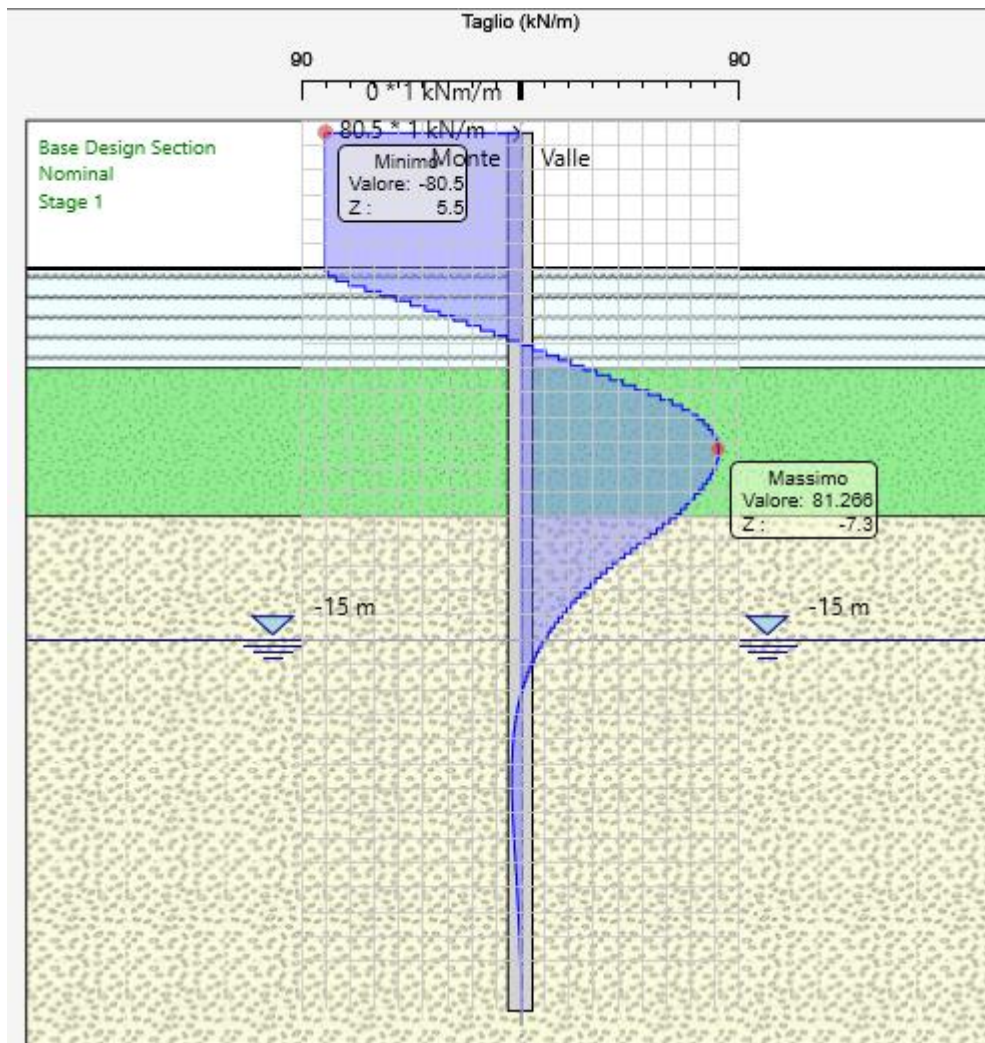 Taglio (kN/m)
90 90
0 * 1 kNm/m
80.5 * 1 kN/m
Monte Valle
Base Design Section
Nominal
Stage 1
Minimo
Valore: -80.5
Z : 5.5
Massimo
Valore: 81.266
Z : -7.3
-15 m -15 m